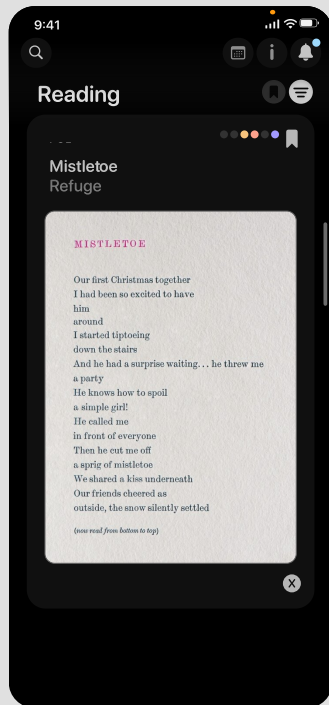 9:41
Reading
Mistletoe
Refuge
MISTLETOE
Our first Christmas together
I had been so excited to have
him
around
I started tiptoeing
down the stairs
And he had a surprise waiting. . . he threw me
a party
He knows how to spoil
a simple girl!
He called me
in front of everyone
Then he cut me off
a sprig of mistletoe
We shared a kiss underneath
Our friends cheered as
outside, the snow silently settled
(now read from bottom to top)